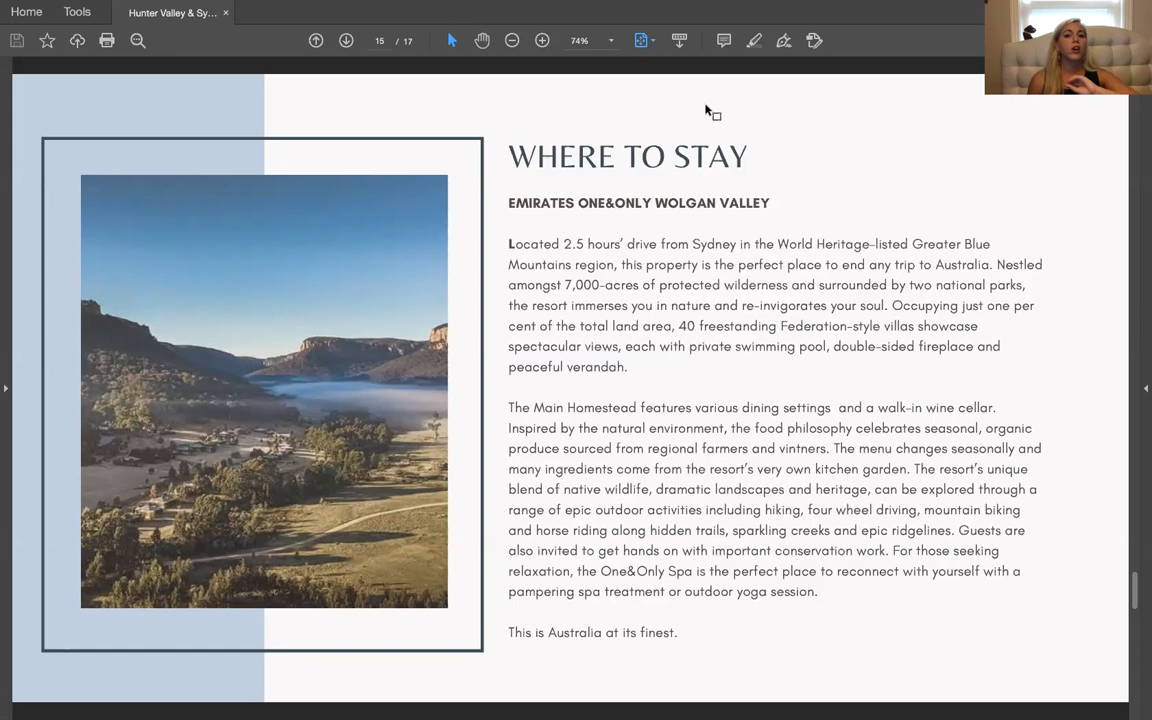 Home
Tools
Hunter Valley & Sy... ×
15 / 17
74%
WHERE TO STAY
EMIRATES ONE&ONLY WOLGAN VALLEY
Located 2.5 hours’ drive from Sydney in the World Heritage-listed Greater Blue
Mountains region, this property is the perfect place to end any trip to Australia. Nestled
amongst 7,000-acres of protected wilderness and surrounded by two national parks,
the resort immerses you in nature and re-invigorates your soul. Occupying just one per
cent of the total land area, 40 freestanding Federation-style villas showcase
spectacular views, each with private swimming pool, double-sided fireplace and
peaceful verandah.
The Main Homestead features various dining settings  and a walk-in wine cellar.
Inspired by the natural environment, the food philosophy celebrates seasonal, organic
produce sourced from regional farmers and vintners. The menu changes seasonally and
many ingredients come from the resort’s very own kitchen garden. The resort’s unique
blend of native wildlife, dramatic landscapes and heritage, can be explored through a
range of epic outdoor activities including hiking, four wheel driving, mountain biking
and horse riding along hidden trails, sparkling creeks and epic ridgelines. Guests are
also invited to get hands on with important conservation work. For those seeking
relaxation, the One&Only Spa is the perfect place to reconnect with yourself with a
pampering spa treatment or outdoor yoga session.
This is Australia at its finest.